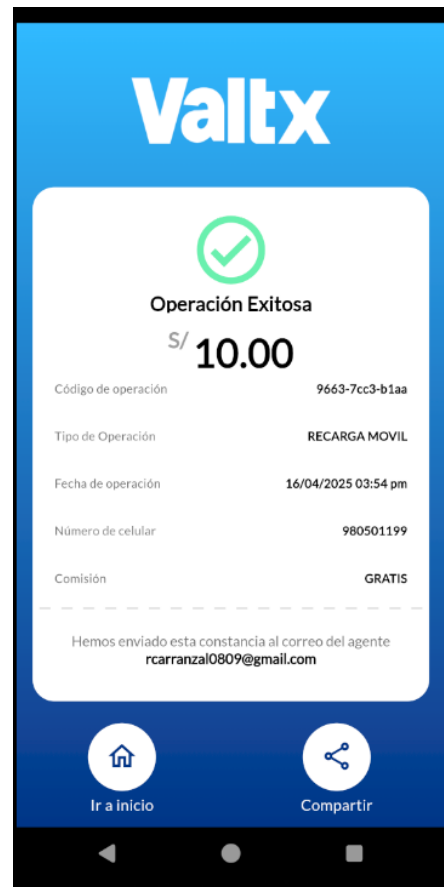 Valtx
Operación Exitosa
S/ 10.00
Código de operación 9663-7cc3-b1aa
Tipo de Operación RECARGA MOVIL
Fecha de operación 16/04/2025 03:54 pm
Número de celular 980501199
Comisión GRATIS
Hemos enviado esta constancia al correo del agente
rcarranzal0809@gmail.com
Ir a inicio Compartir